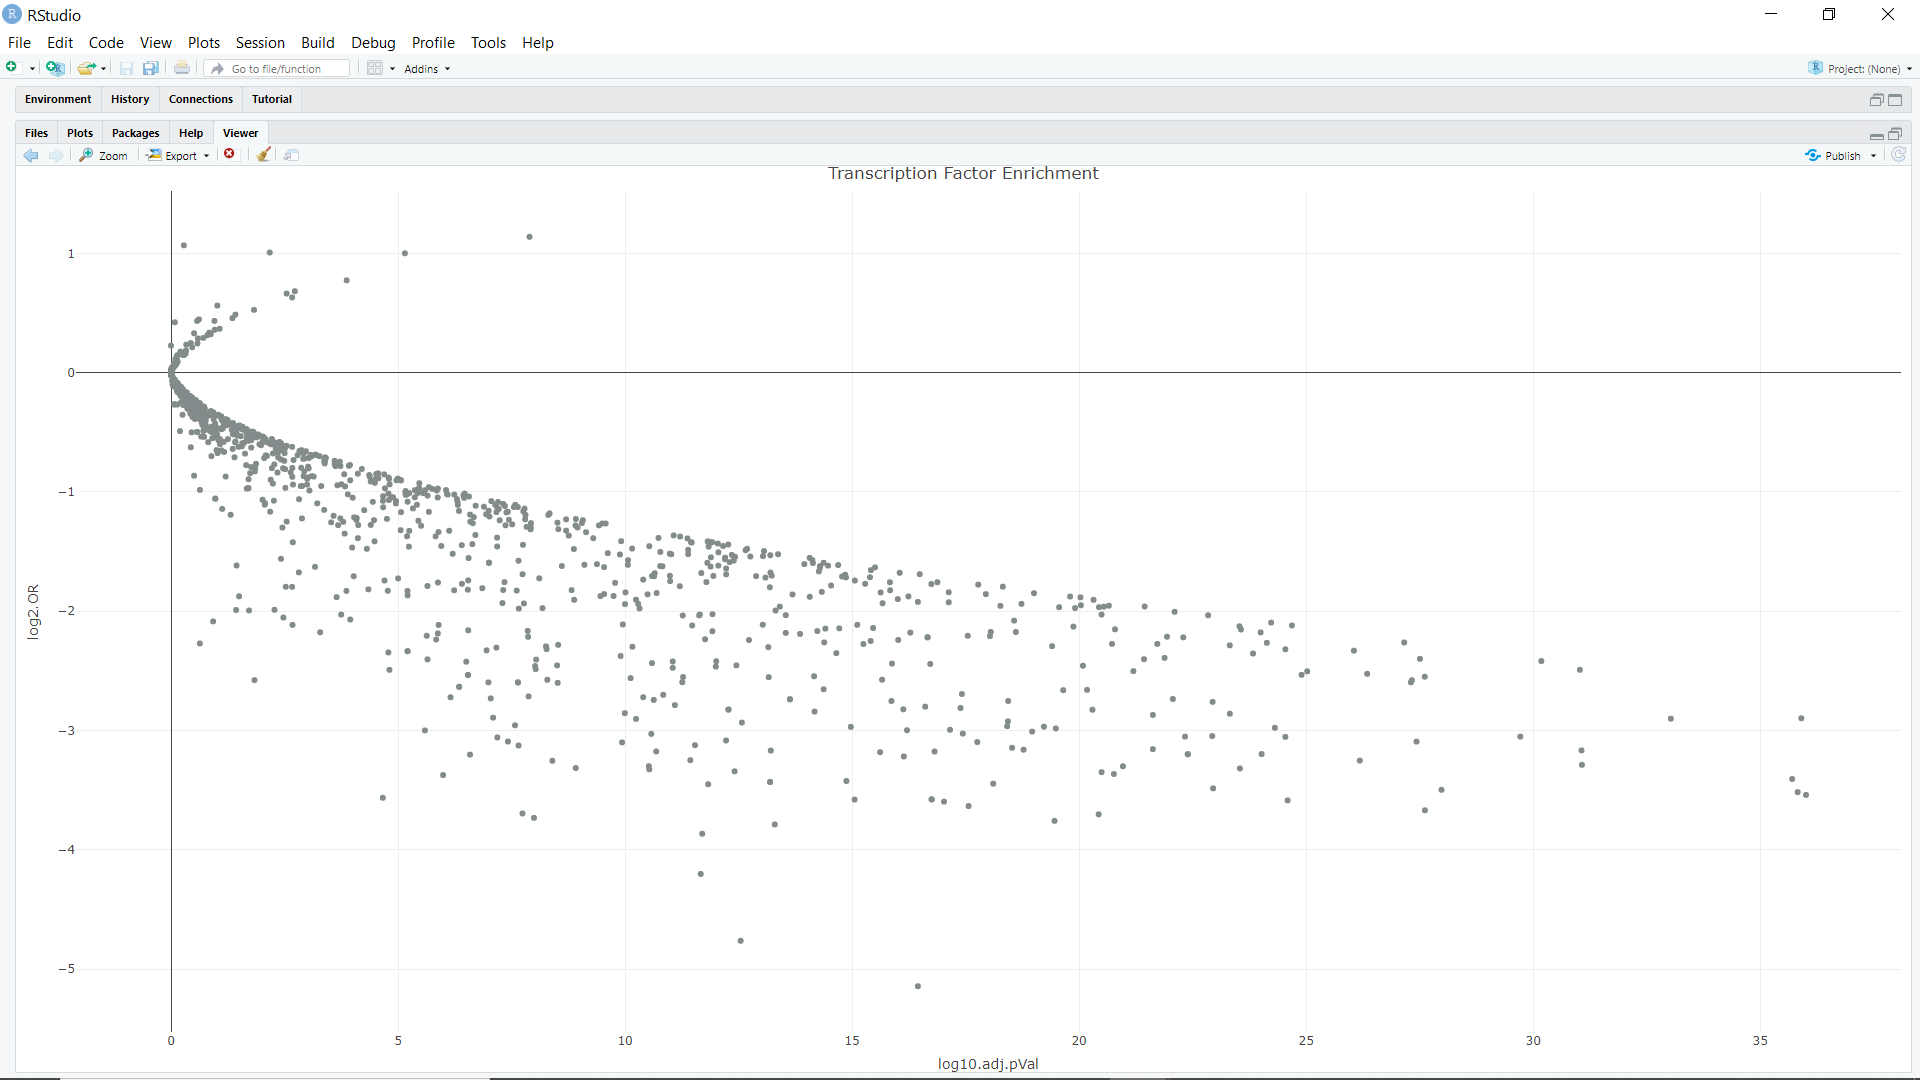 RStudio
File Edit Code View Plots Session Build Debug Profile Tools Help
Go to file/function Addins Project: (None)
Environment History Connections Tutorial
Files Plots Packages Help Viewer
Zoom Export Publish
Transcription Factor Enrichment
1
0
−1
−2
−3
−4
−5
log2.OR
0 5 10 15 20 25 30 35
log10.adj.pVal